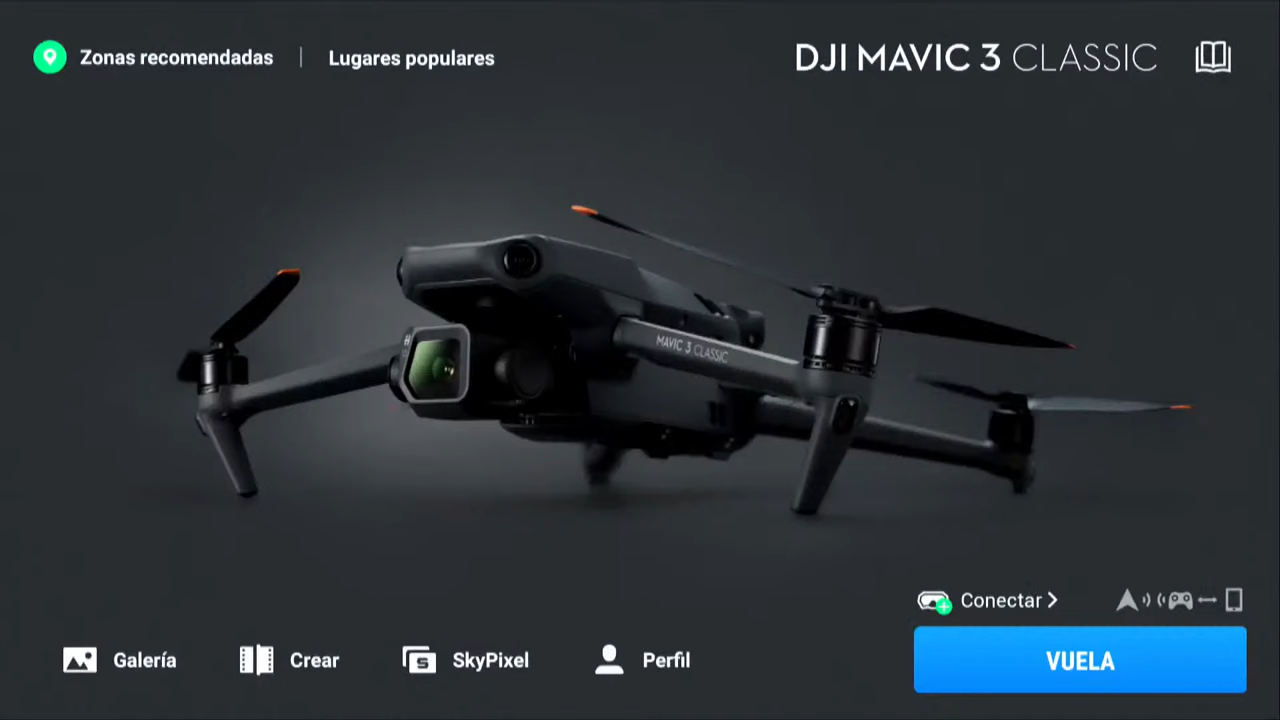 Zonas recomendadas | Lugares populares
DJI MAVIC 3 CLASSIC
MAVIC 3 CLASSIC
Conectar
Galería
Crear
SkyPixel
Perfil
VUELA